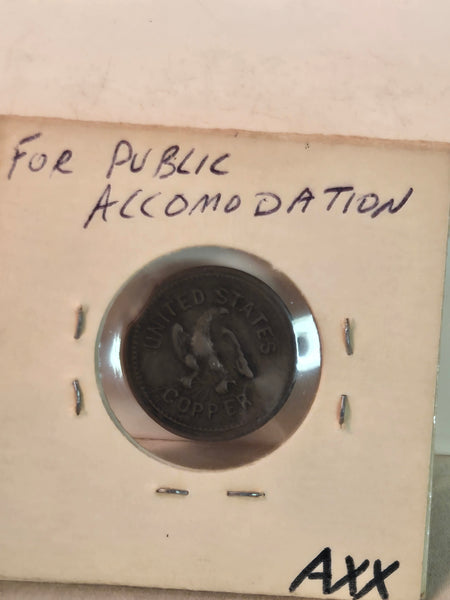 FOR PUBLIC
ACCOMODATION
UNITED STATES
COPPER
AXX